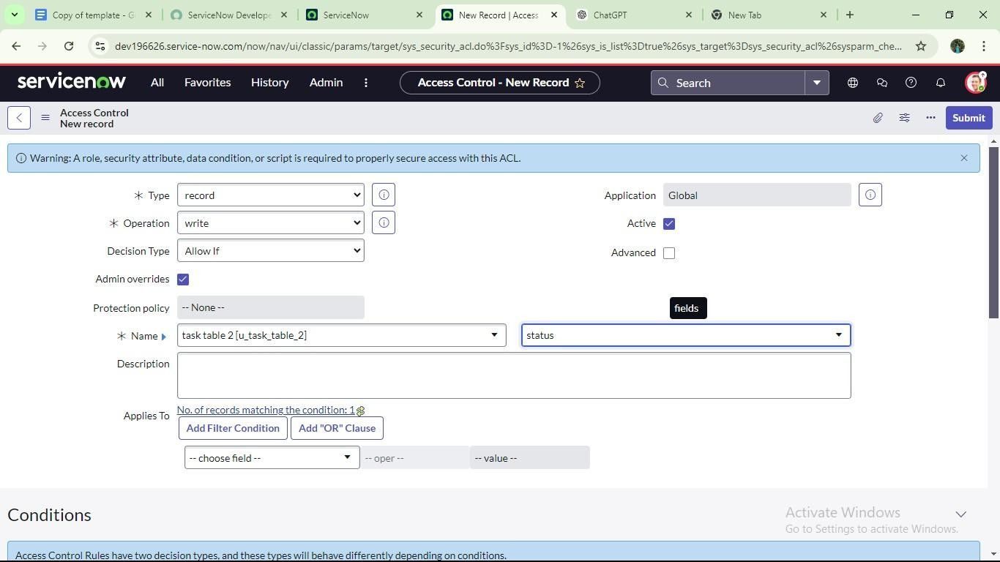 Copy of template - G
ServiceNow Develope
ServiceNow
New Record | Access
ChatGPT
New Tab
dev196626.service-now.com/now/nav/ui/classic/params/target/sys_security_acl.do%3Fsys_id%3D-1%26sys_is_list%3Dtrue%26sys_target%3Dsys_security_acl%26sysparm_che...
servicenow
All
Favorites
History
Admin
Access Control - New Record
Search
Access Control
New record
Submit
Warning: A role, security attribute, data condition, or script is required to properly secure access with this ACL.
Type
record
Application
Global
Operation
write
Active
Decision Type
Allow If
Advanced
Admin overrides
Protection policy
-- None --
fields
Name
task table 2 [u_task_table_2]
status
Description
Applies To
No. of records matching the condition: 1
Add Filter Condition
Add "OR" Clause
-- choose field --
-- oper --
-- value --
Conditions
Activate Windows
Go to Settings to activate Windows.
Access Control Rules have two decision types, and these types will behave differently depending on conditions.